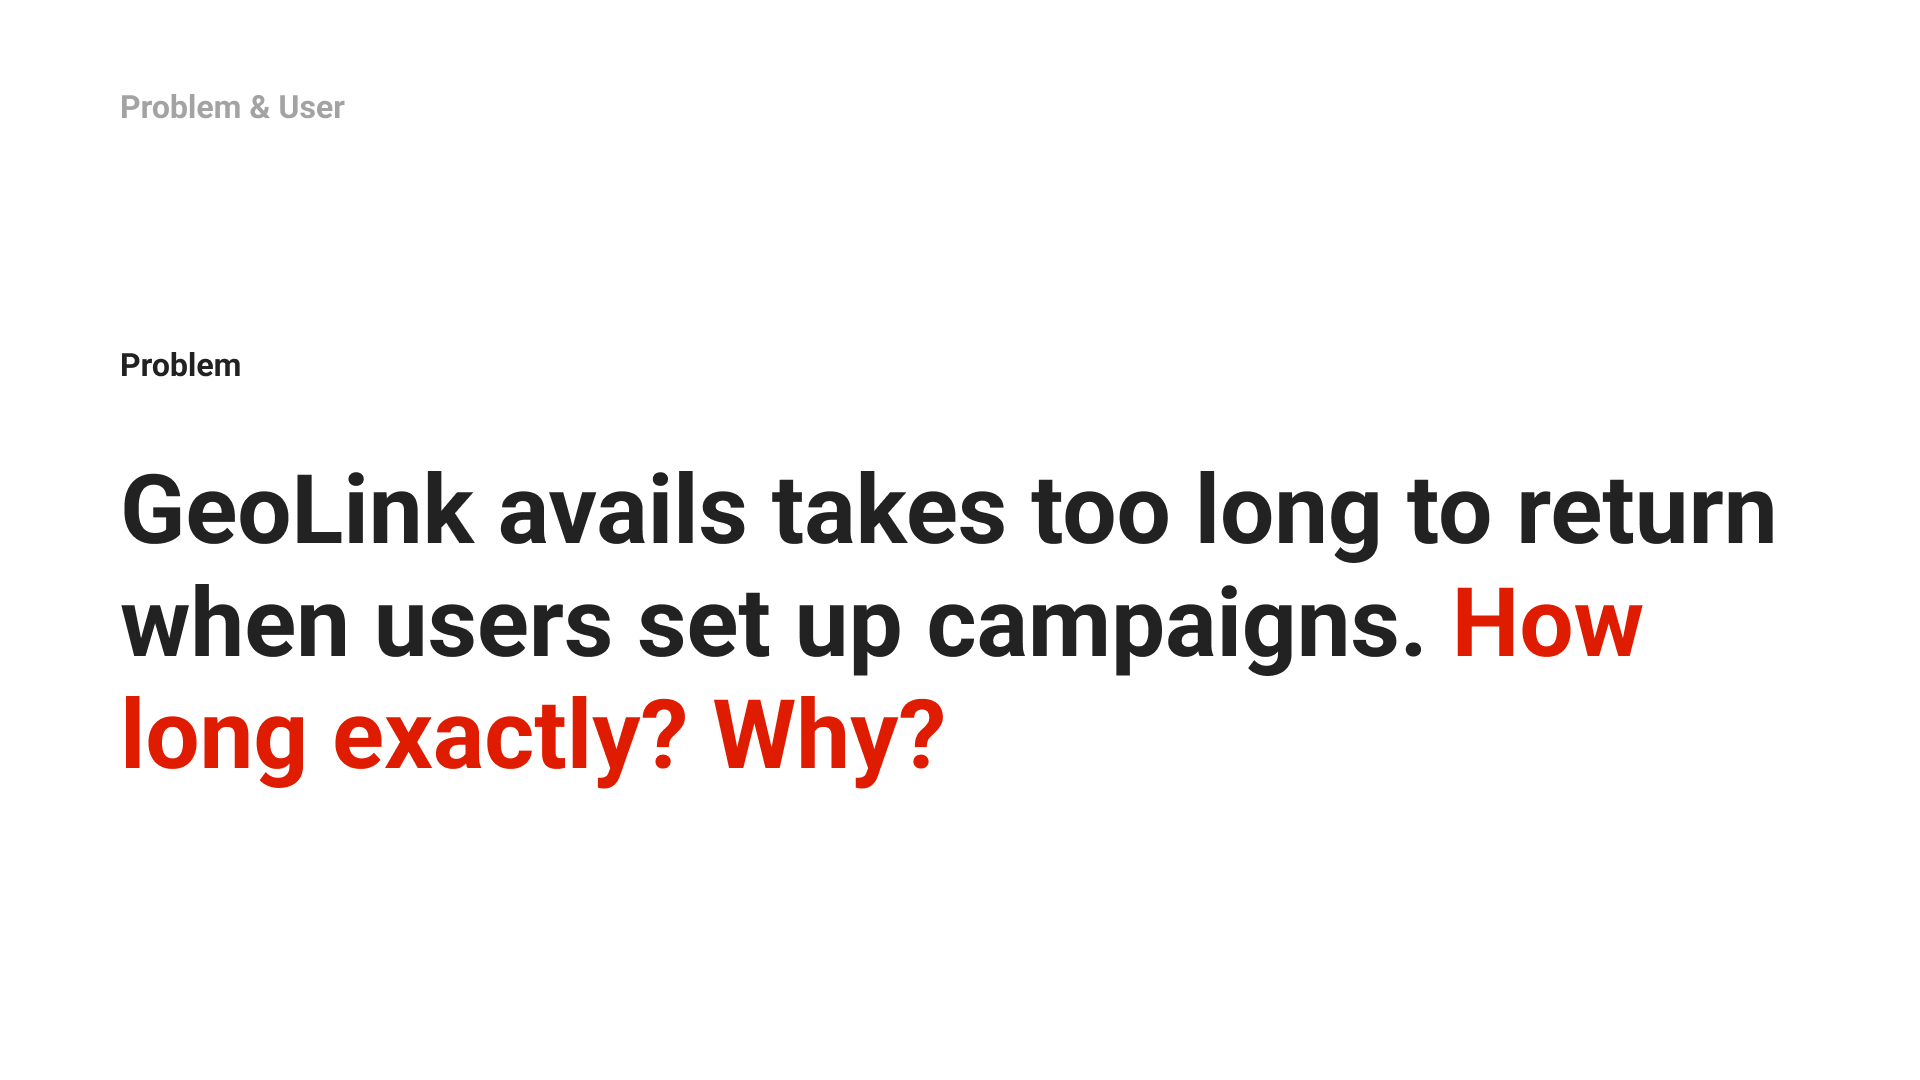 Problem & User
Problem
GeoLink avails takes too long to return
when users set up campaigns. How
long exactly? Why?